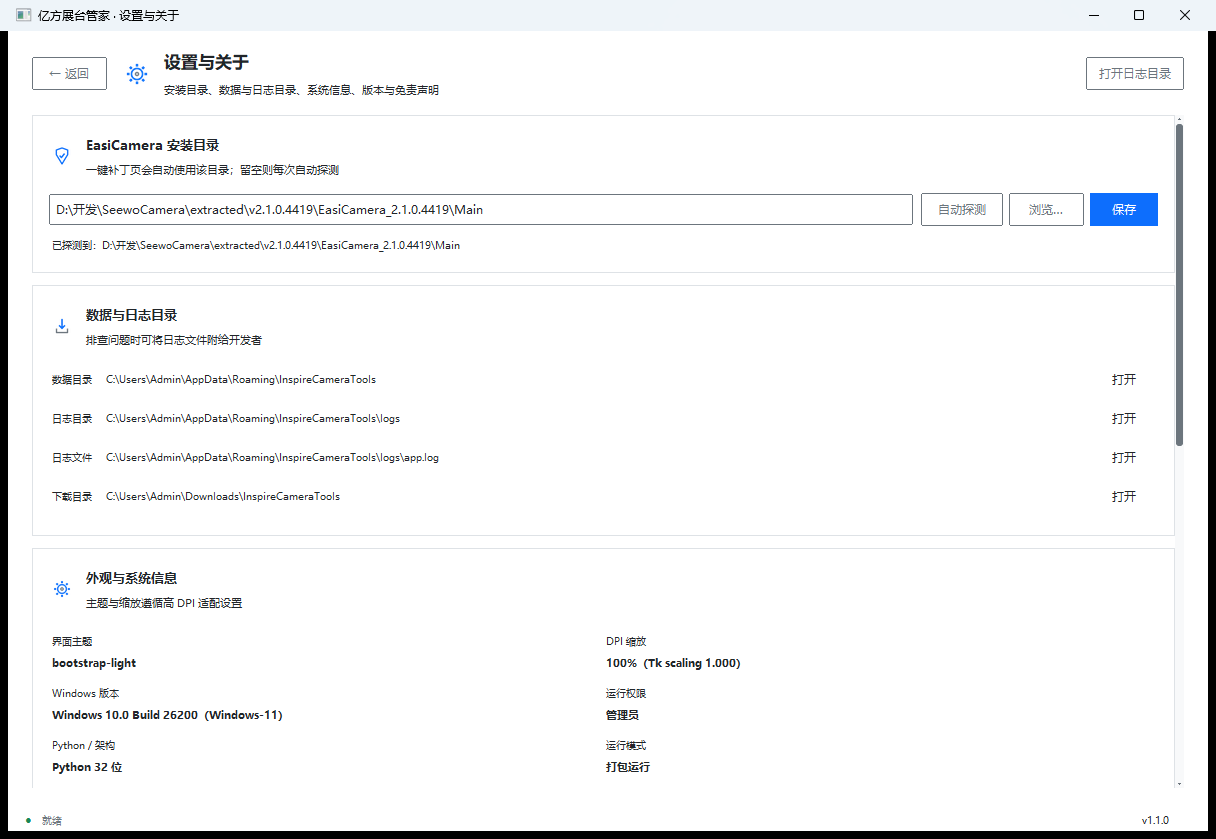 亿方展台管家 · 设置与关于
← 返回
设置与关于
安装目录、数据与日志目录、系统信息、版本与免责声明
打开日志目录
EasiCamera 安装目录
一键补丁页会自动使用该目录；留空则每次自动探测
D:\开发\SeewoCamera\extracted\v2.1.0.4419\EasiCamera_2.1.0.4419\Main
自动探测
浏览...
保存
已探测到：D:\开发\SeewoCamera\extracted\v2.1.0.4419\EasiCamera_2.1.0.4419\Main
数据与日志目录
排查问题时可将日志文件附给开发者
数据目录 C:\Users\Admin\AppData\Roaming\InspireCameraTools 打开
日志目录 C:\Users\Admin\AppData\Roaming\InspireCameraTools\logs 打开
日志文件 C:\Users\Admin\AppData\Roaming\InspireCameraTools\logs\app.log 打开
下载目录 C:\Users\Admin\Downloads\InspireCameraTools 打开
外观与系统信息
主题与缩放遵循高 DPI 适配设置
界面主题
bootstrap-light
DPI 缩放
100%（Tk scaling 1.000）
Windows 版本
Windows 10.0 Build 26200（Windows-11）
运行权限
管理员
Python / 架构
Python 32 位
运行模式
打包运行
就绪
v1.1.0